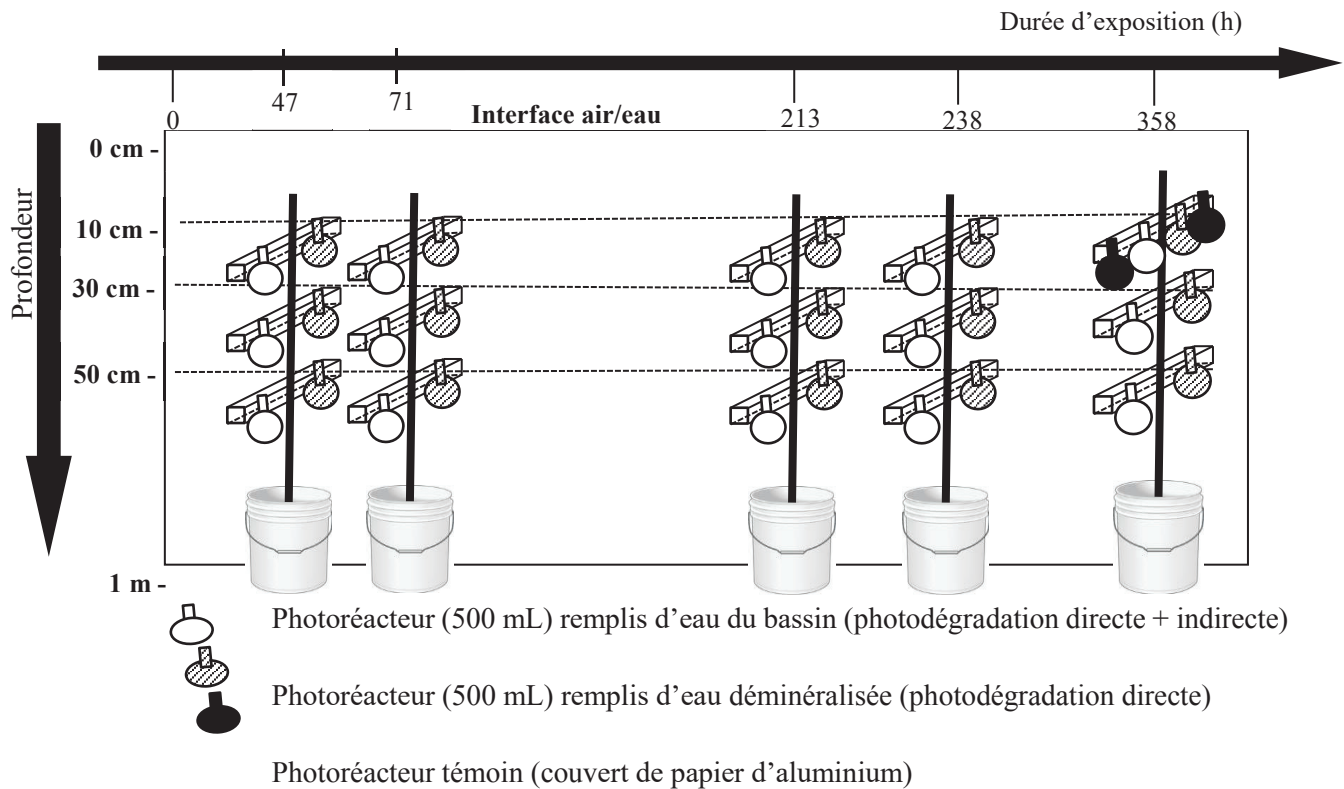 Durée d’exposition (h)
0
47
71
Interface air/eau
213
238
358
Profondeur
0 cm -
10 cm -
30 cm -
50 cm -
1 m -
Photoréacteur (500 mL) remplis d’eau du bassin (photodégradation directe + indirecte)
Photoréacteur (500 mL) remplis d’eau déminéralisée (photodégradation directe)
Photoréacteur témoin (couvert de papier d’aluminium)